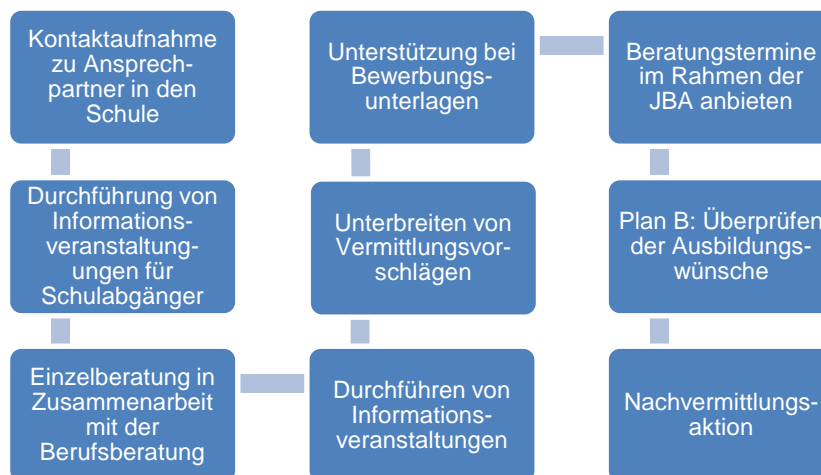 Kontaktaufnahme
zu Ansprech-
partner in den
Schule
Durchführung von
Informations-
veranstaltung-
ungen für
Schulabgänger
Einzelberatung in
Zusammenarbeit
mit der
Berufsberatung
Durchführen von
Informations-
veranstaltungen
Unterbreiten von
Vermittlungsvor-
schlägen
Unterstützung bei
Bewerbungs-
unterlagen
Beratungstermine
im Rahmen der
JBA anbieten
Plan B: Überprüfen
der Ausbildungs-
wünsche
Nachvermittlungs-
aktion